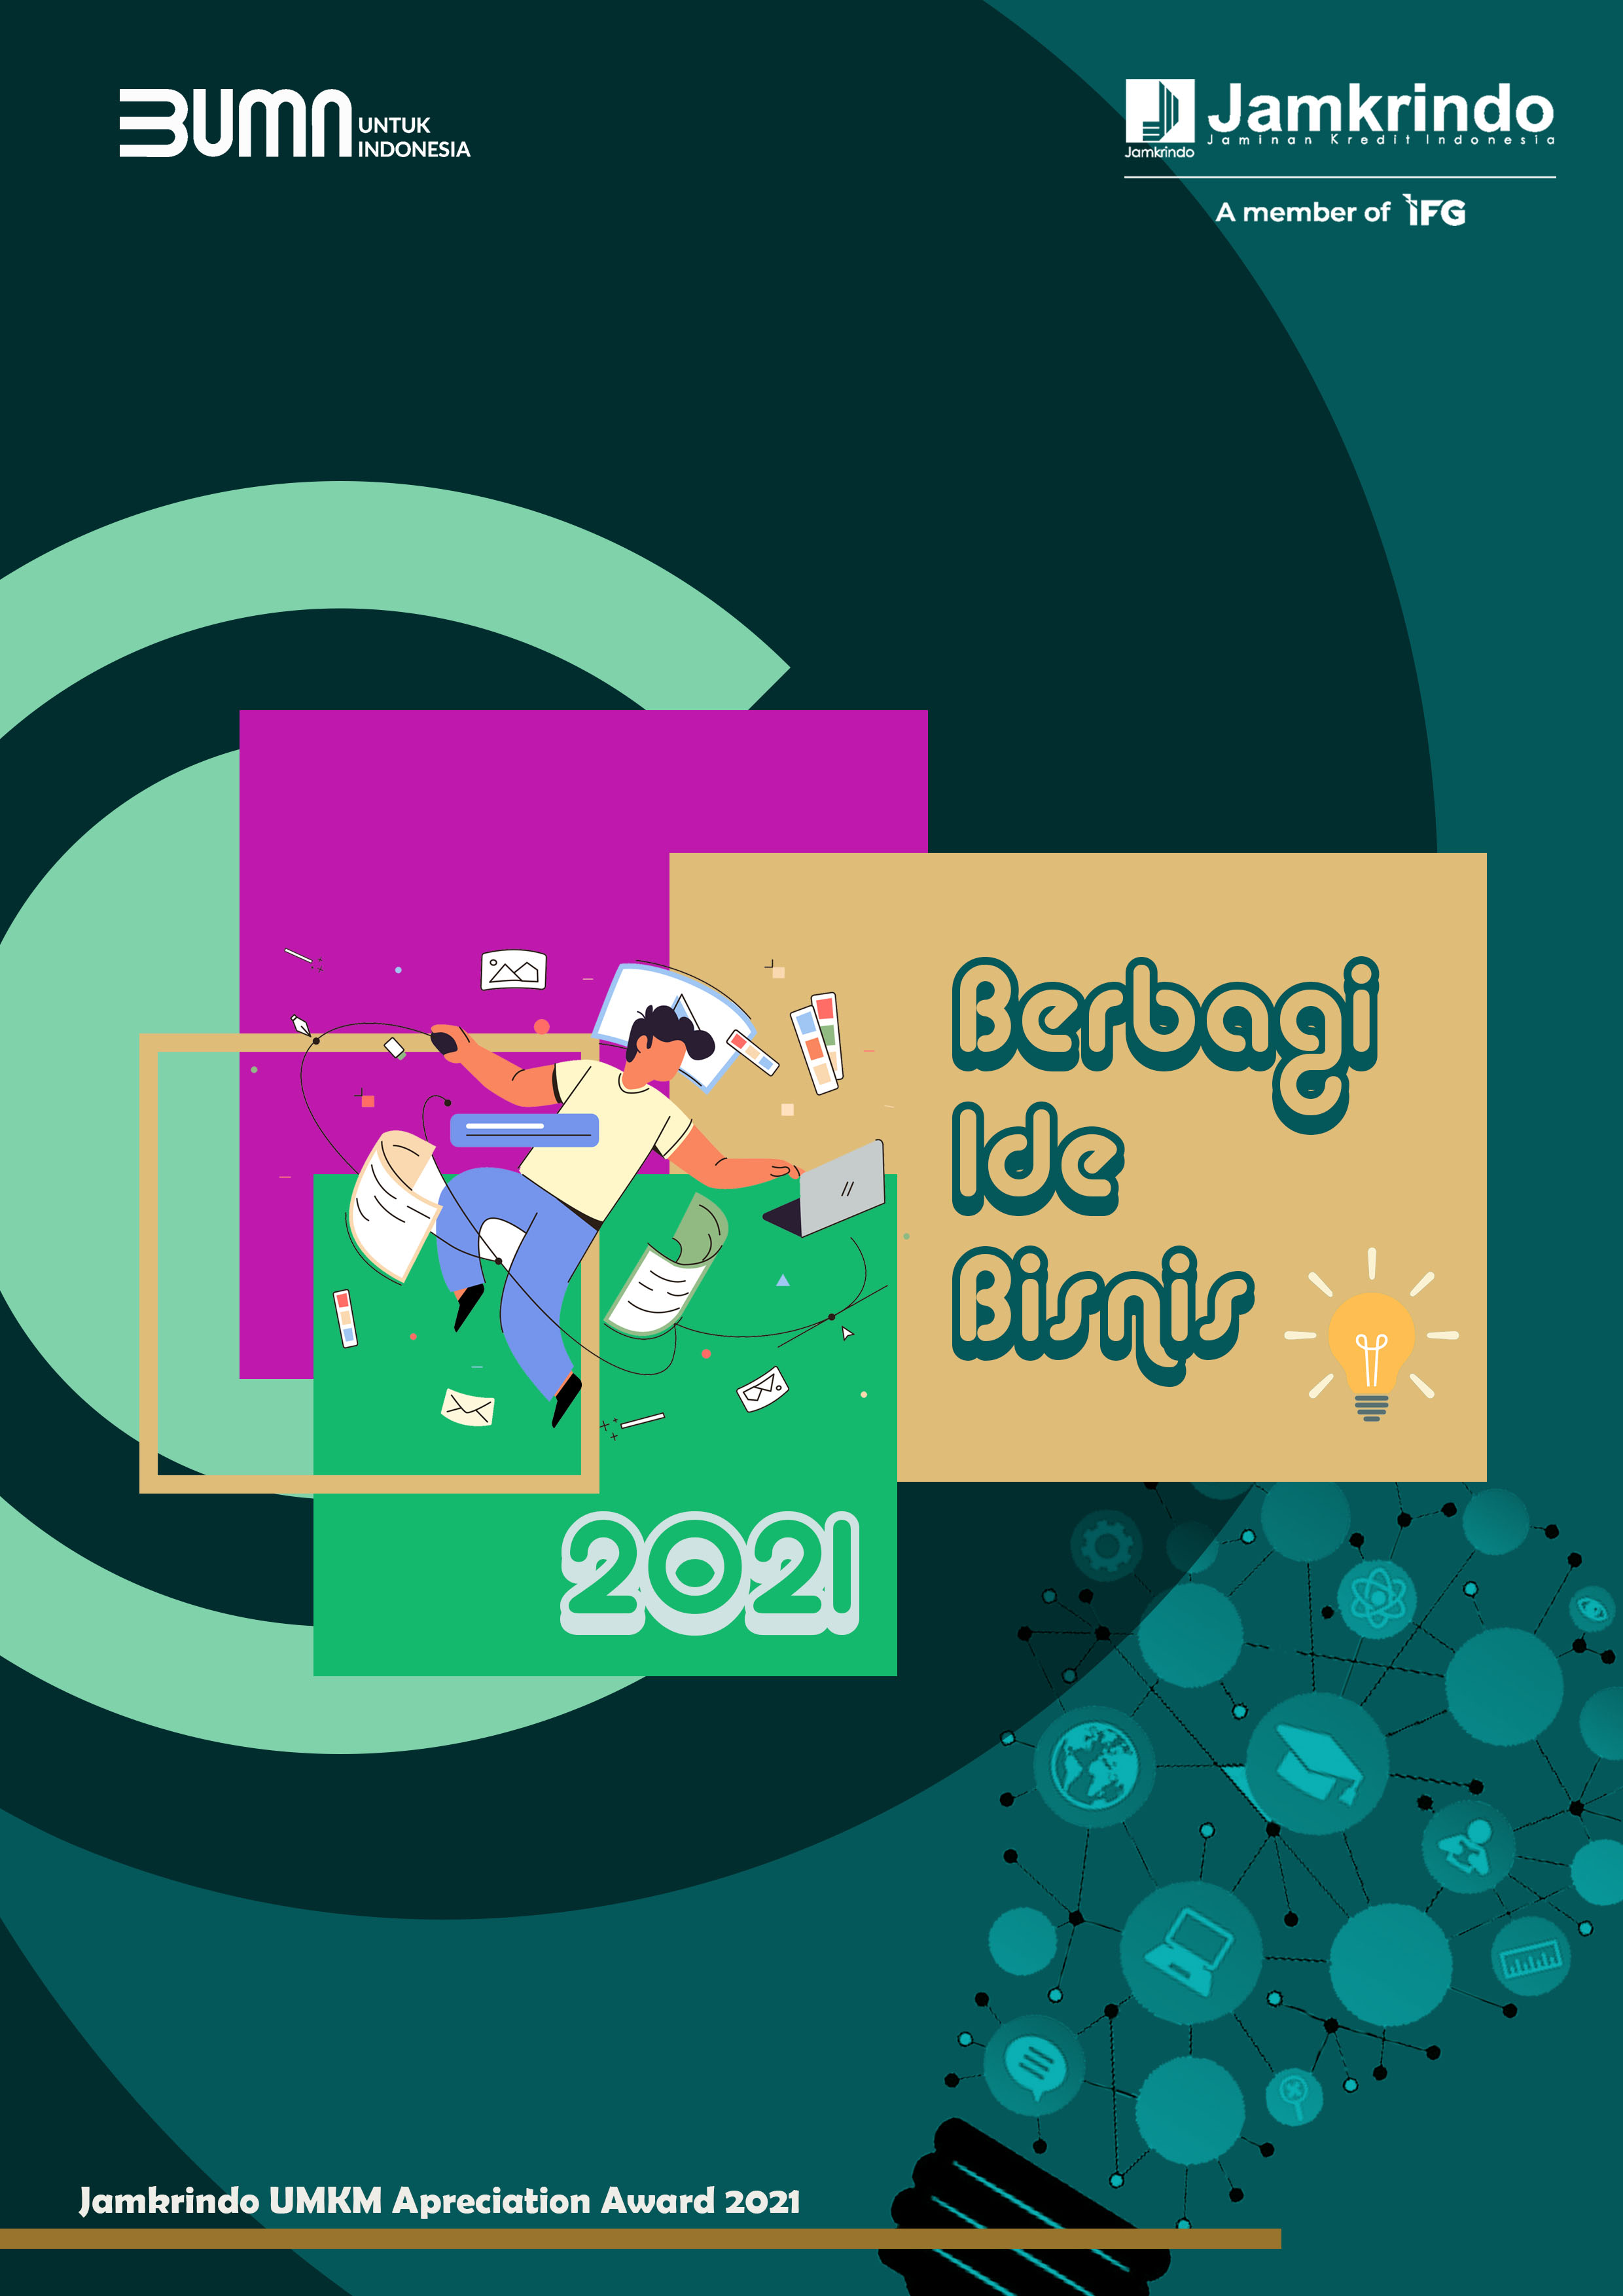 BUMN UNTUK
INDONESIA
Jamkrindo
Jamkrindo
Jaminan Kredit Indonesia
A member of IFG
Berbagi
Ide
Bisnis
2021
Jamkrindo UMKM Apreciation Award 2021